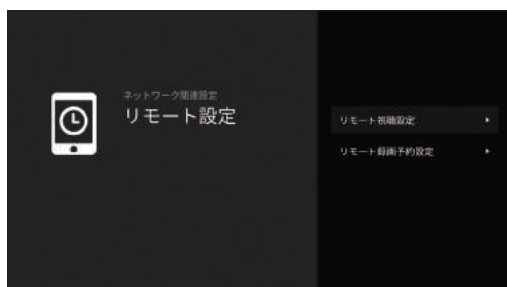 ネットワーク関連設定
リモート設定
リモート視聴設定
リモート録画予約設定